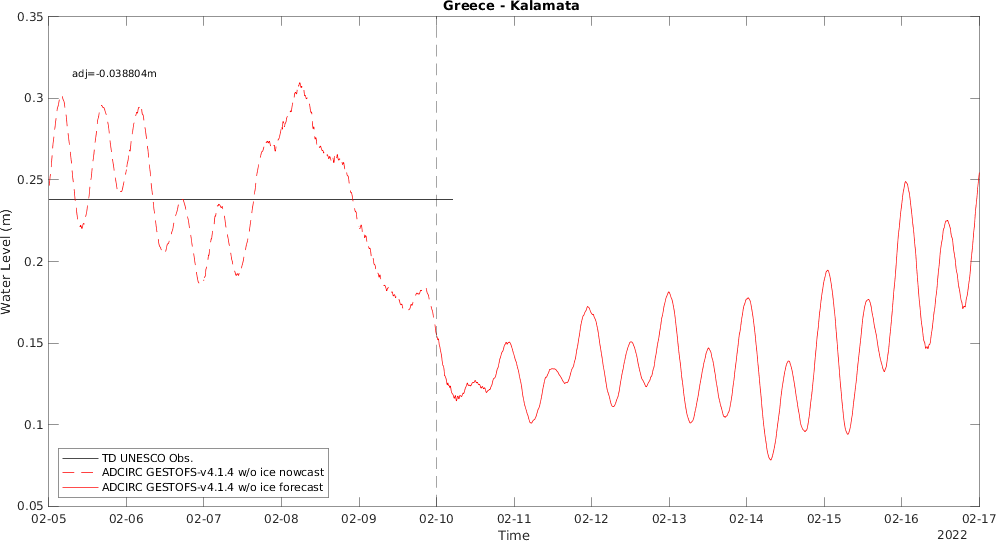 Greece - Kalamata
0.35
0.3
0.25
0.2
0.15
0.1
0.05
Water Level (m)
adj=-0.038804m
TD UNESCO Obs.
ADCIRC GESTOFS-v4.1.4 w/o ice nowcast
ADCIRC GESTOFS-v4.1.4 w/o ice forecast
02-05 02-06 02-07 02-08 02-09 02-10 02-11 02-12 02-13 02-14 02-15 02-16 02-17
Time
2022